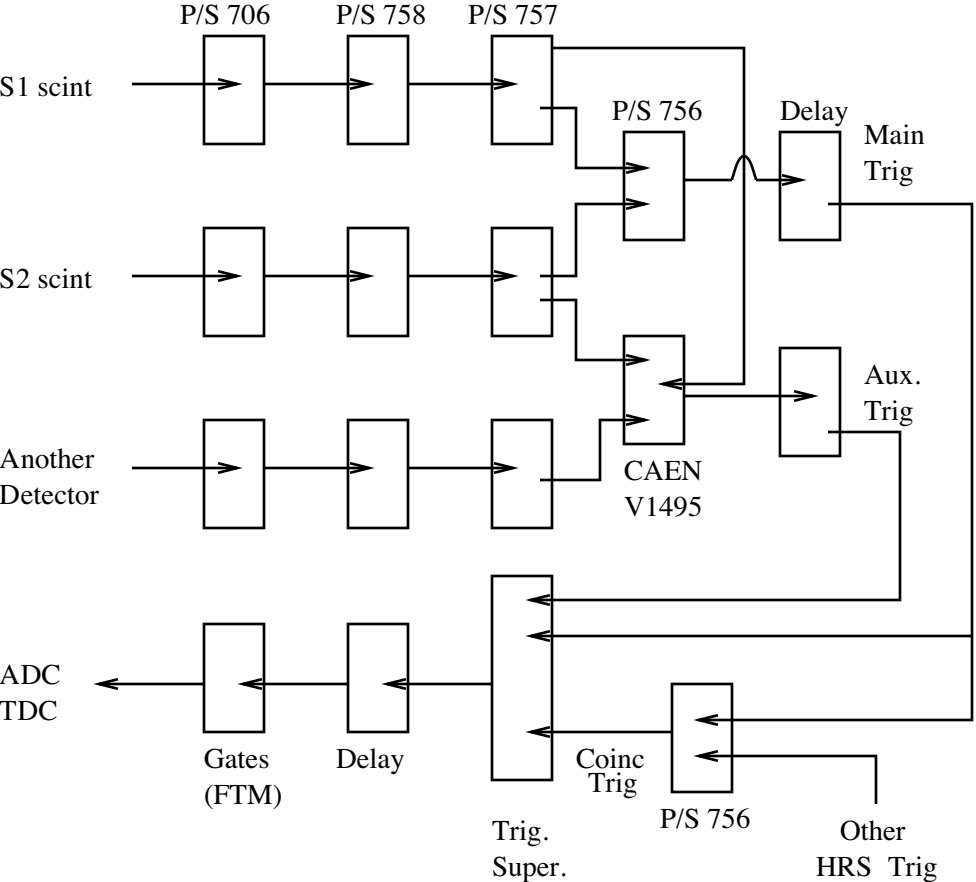 P/S 706
P/S 758
P/S 757
S1 scint
P/S 756
Delay
Main
Trig
S2 scint
Aux.
Trig
Another
Detector
CAEN
V1495
ADC
TDC
Gates
(FTM)
Delay
Coinc
Trig
P/S 756
Trig.
Super.
Other
HRS Trig